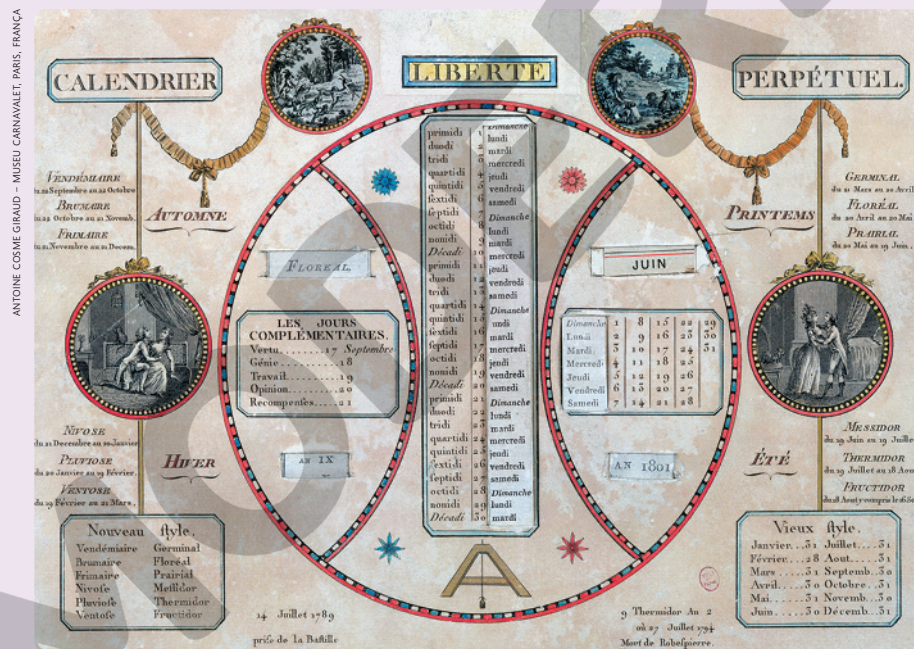 ANTOINE COSME GIRAUD – MUSEU CARNAVALET, PARIS, FRANÇA
CALENDRIER
LIBERTE
PERPÉTUEL.
VENDÉMIAIRE
du 22 Septembre au 22 Octobre
BRUMAIRE
du 22 Octobre au 21 Novemb.
FRIMAIRE
du 21 Novembre au 21 Decem.
AUTOMNE
PRINTEMS
GERMINAL
du 21 Mars au 21 Avril
FLORÉAL
du 20 Avril au 20 Mai
PRAIRIAL
du 20 Mai au 19 Juin.
FLOREAL
LES JOURS
COMPLÉMENTAIRES.
Vertu 17 Septembre
Génie 18
Travail 19
Opinion 20
Recompenses 21
AN IX
primidi 1 Dimanche
duodi 2 lundi
tridi 3 mardi
quartidi 4 mercredi
quintidi 5 jeudi
sextidi 6 vendredi
septidi 7 samedi
octidi 8 Dimanche
nonidi 9 lundi
Décadi 10 mardi
primidi 11 mercredi
duodi 12 jeudi
tridi 13 vendredi
quartidi 14 samedi
quintidi 15 Dimanche
sextidi 16 undi
septidi 17 mardi
octidi 18 mercredi
nonidi 19 jeudi
Décadi 20 vendredi
primidi 21 samedi
duodi 22 Dimanche
tridi 23 lundi
quartidi 24 mardi
quintidi 25 mercredi
sextidi 26 jeudi
septidi 27 vendredi
octidi 28 samedi
nonidi 29 Dimanche
Décadi 30 lundi
mardi
JUIN
Dimanche 1 8 15 22 29
Lundi 2 9 16 23 30
Mardi 3 10 17 24 31
Mercredi 4 11 18 25
Jeudi 5 12 19 26
Vendredi 6 13 20 27
Samedi 7 14 21 28
AN 1801
NIVOSE
du 21 Decembre au 20 Janvier
PLUVIOSE
du 20 Janvier au 19 Février.
VENTOSE
du 19 Février au 21 Mars.
HIVER
ÉTÉ
MESSIDOR
du 19 Juin au 19 Juille
THERMIDOR
du 19 Juillet au 18 Aou
FRUCTIDOR
Nouveau style.
Vendémiaire Germinal
Brumaire Floréal
Frimaire Prairial
Nivose Messidor
Pluviose Thermidor
Ventose Fructidor
A
Vieux style.
Janvier 31 Juillet 31
Février 28 Aout 31
Mars 31 Septemb. 30
Avril 30 Octobre 31
Mai 31 Novemb. 30
Juin 30 Décemb. 31
14 Juillet 1789
prise de la Bastille
9 Thermidor An 2
où 27 Juillet 1794
Mort de Robespierre.